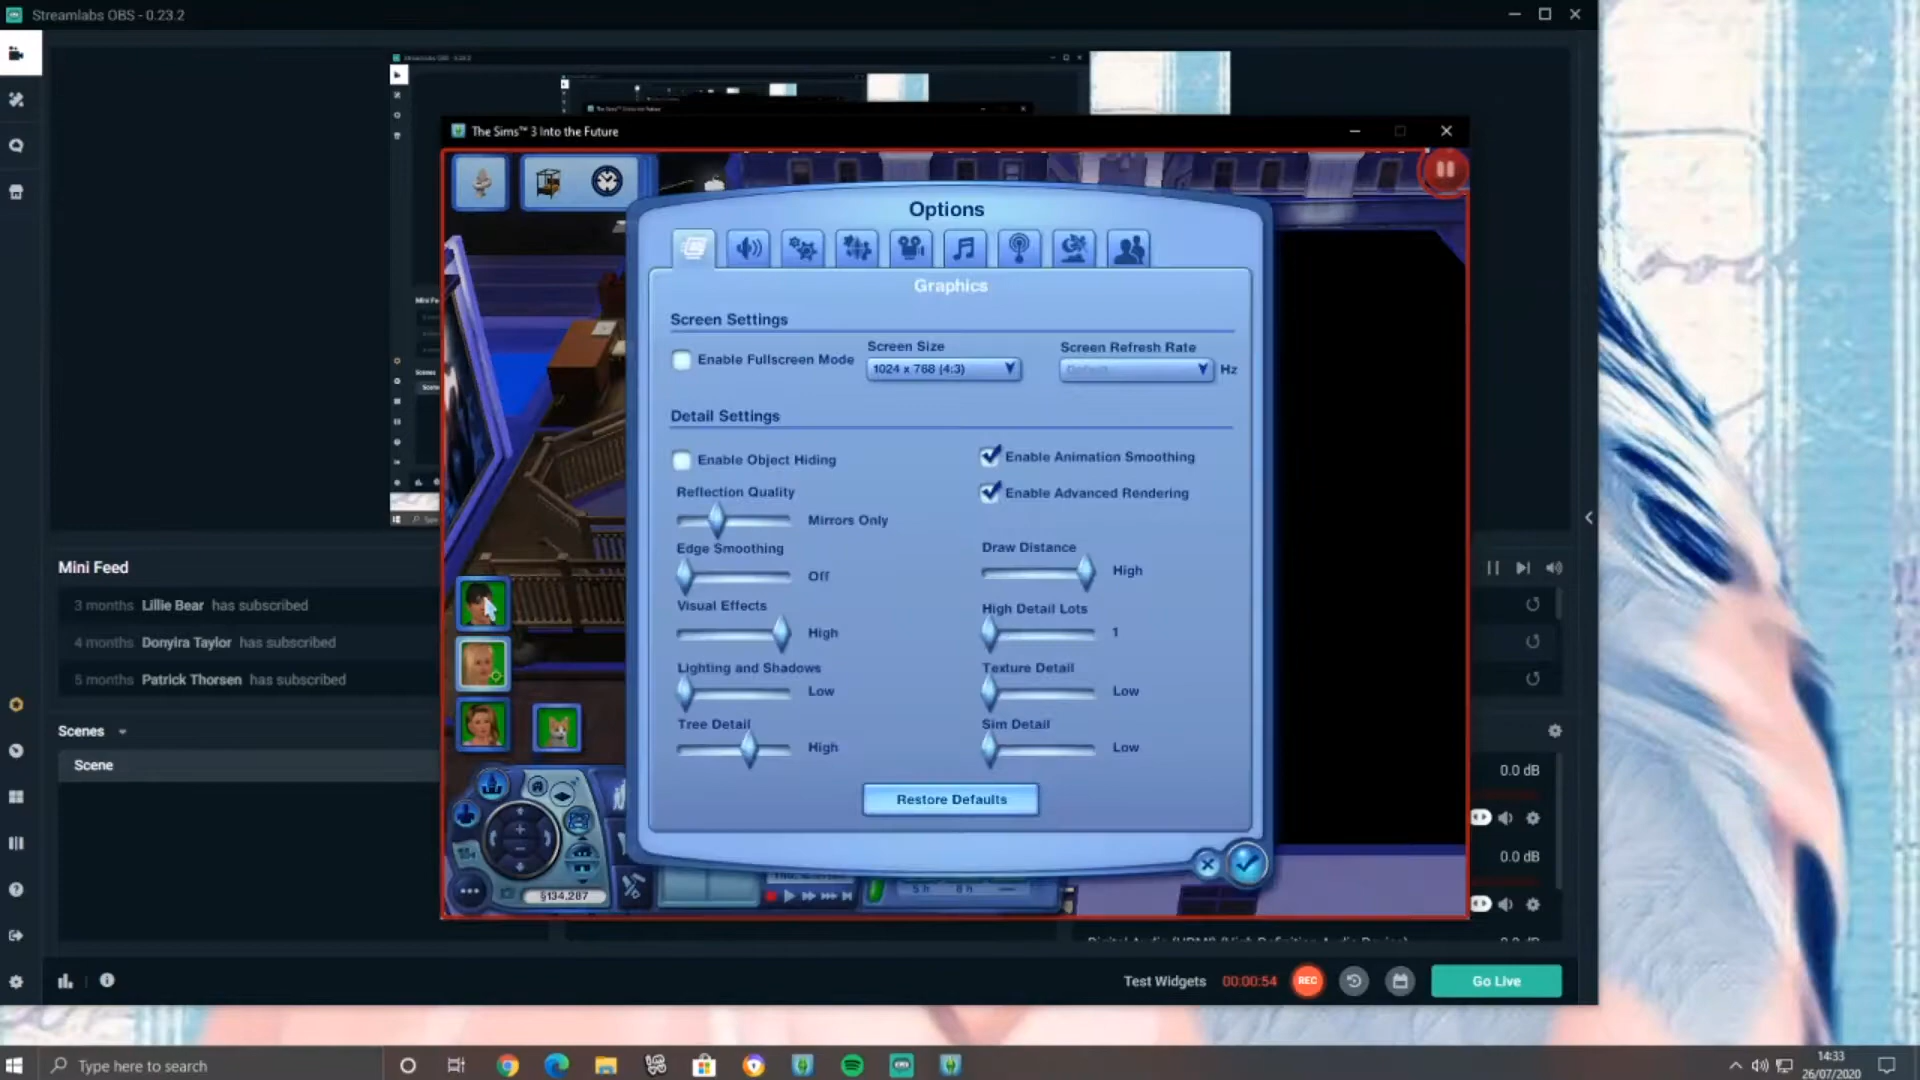 Streamlabs OBS - 0.23.2
The Sims™ 3 Into the Future
Options
Graphics
Screen Settings
Enable Fullscreen Mode
Screen Size
1024 x 768 (4:3)
Screen Refresh Rate
Default
Hz
Detail Settings
Enable Object Hiding
Enable Animation Smoothing
Enable Advanced Rendering
Reflection Quality
Mirrors Only
Edge Smoothing
Off
Draw Distance
High
Visual Effects
High
High Detail Lots
1
Lighting and Shadows
Low
Texture Detail
Low
Tree Detail
High
Sim Detail
Low
Restore Defaults
§134,287
5 h 8 h
Mini Feed
3 months Lillie Bear has subscribed
4 months Donyira Taylor has subscribed
5 months Patrick Thorsen has subscribed
Scenes
Scene
0.0 dB
0.0 dB
Test Widgets 00:00:54 REC Go Live
Type here to search
14:33
26/07/2020